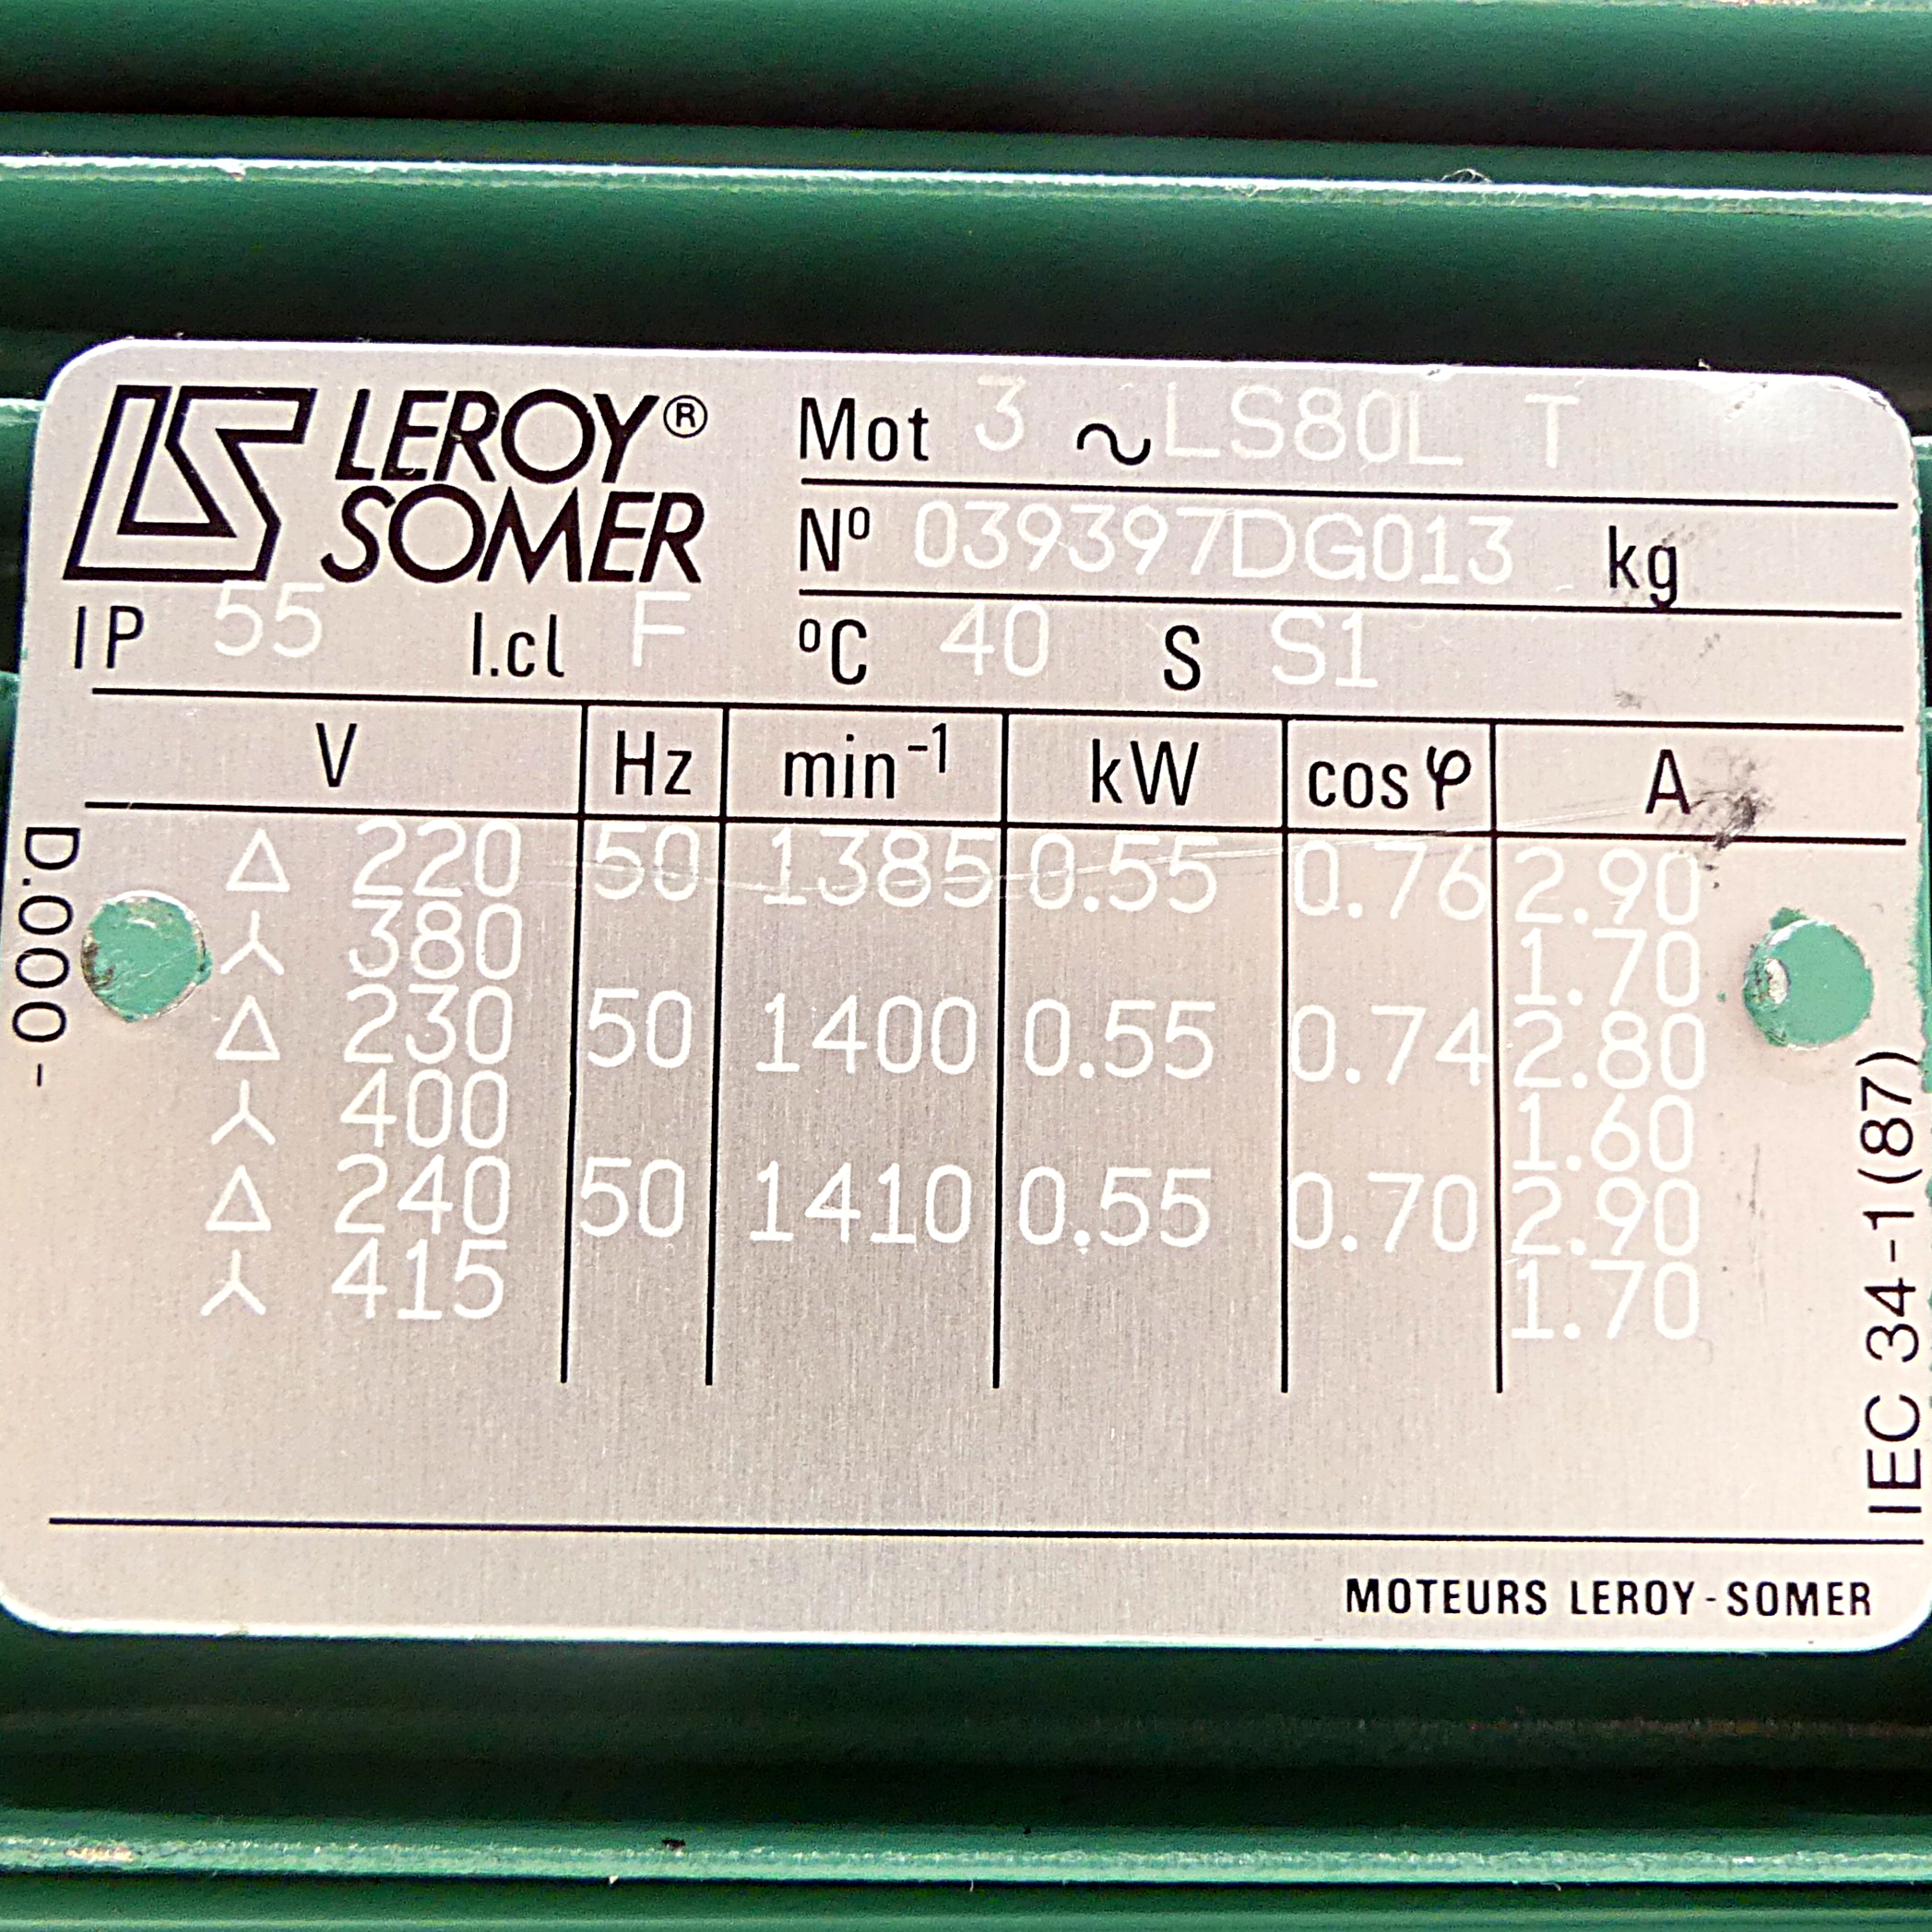 LEROY®
SOMER
Mot 3 ~ LS80L T
Nº 039397DG013 kg
IP 55 I.cl F ºC 40 S S1
V Hz min⁻¹ kW cos φ A
Δ 220 50 1385 0.55 0.76 2.90
⅄ 380 1.70
Δ 230 50 1400 0.55 0.74 2.80
⅄ 400 1.60
Δ 240 50 1410 0.55 0.70 2.90
⅄ 415 1.70
D.000 -
IEC 34-1(87)
MOTEURS LEROY-SOMER